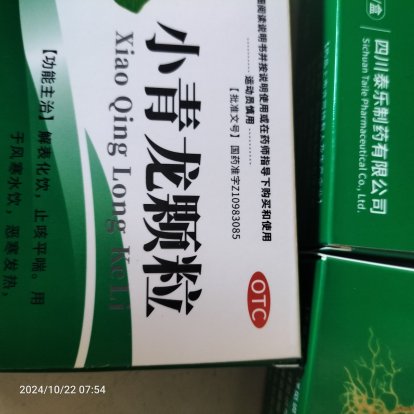 小青龙颗粒
Xiao Qing Long KeLi
【功能主治】解表化饮,止咳平喘。用
于风寒水饮,恶寒发热、
阅读说明书并按说明使用或在药师指导下购买和使用
运动员慎用
【批准文号】国药准字Z10983085
OTC
/盒
四川泰乐制药有限公司
Sichuan Taile Pharmaceutical Co., Ltd.
2024/10/22 07:54